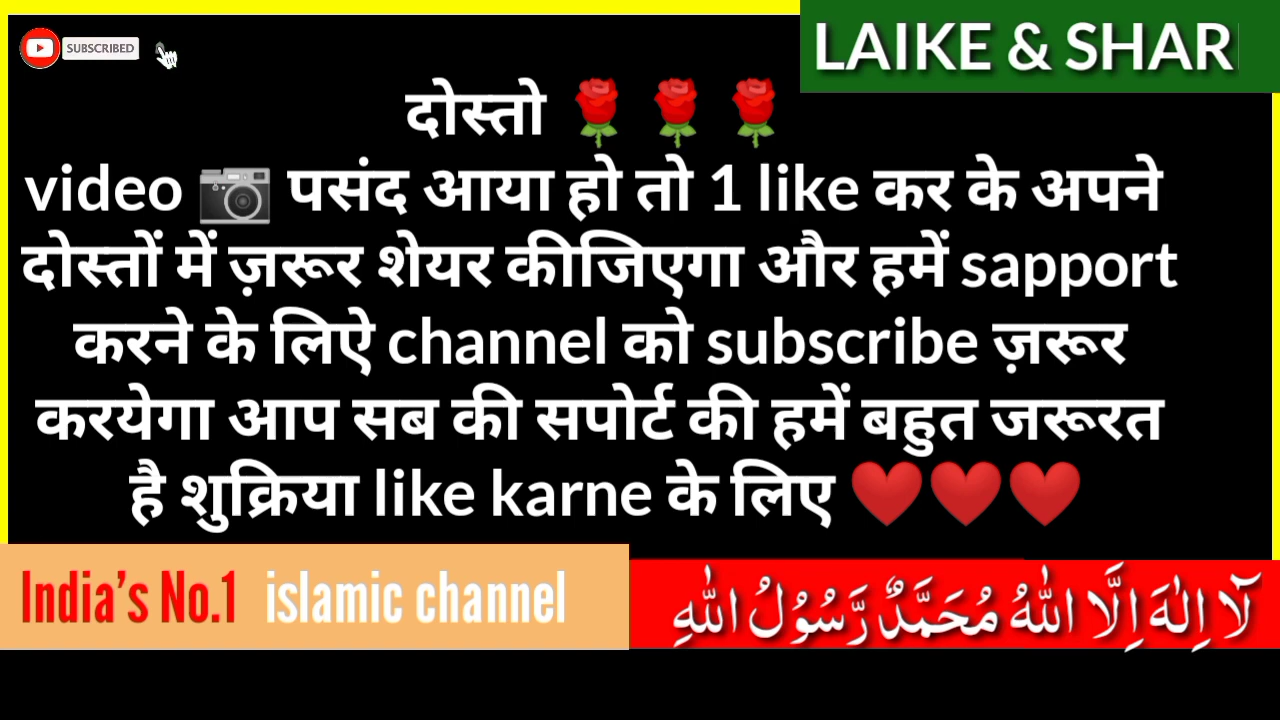 SUBSCRIBED
LAIKE & SHAR
दोस्तो 🌹 🌹 🌹
video 📷 पसंद आया हो तो 1 like कर के अपने
दोस्तों में ज़रूर शेयर कीजिएगा और हमें sapport
करने के लिऐ channel को subscribe ज़रूर
करयेगा आप सब की सपोर्ट की हमें बहुत जरूरत
है शुक्रिया like karne के लिए ❤️❤️❤️
India's No.1 islamic channel
لَآ اِلٰهَ اِلَّا اللّٰهُ مُحَمَّدٌ رَّسُوْلُ اللّٰهِ